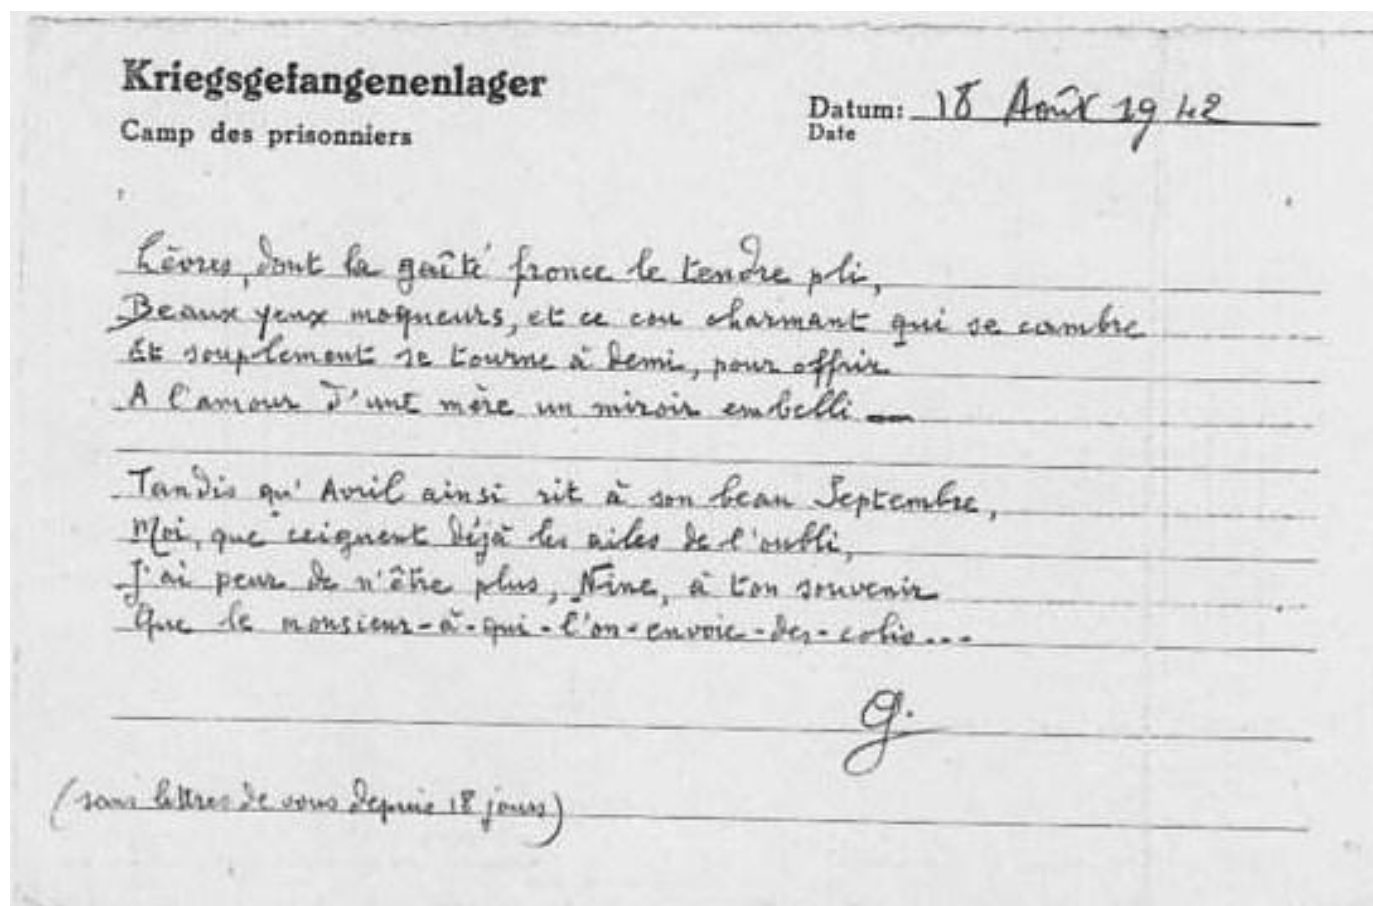 Kriegsgefangenenlager
Camp des prisonniers
Datum: 18 Août 1942
Date
Lèvres, dont la gaîté fronce le tendre pli,
Beaux yeux moqueurs, et ce cou charmant qui se cambre
Et souplement se tourne à demi, pour offrir
A l'amour d'une mère un miroir embelli —
Tandis qu'Avril ainsi rit à son beau Septembre,
Moi, que ceignent déjà les ailes de l'oubli,
J'ai peur de n'être plus, Nine, à ton souvenir
Que le monsieur-à-qui-l'on-envoie-des-colis...
G.
(sans lettres de vous depuis 18 jours)